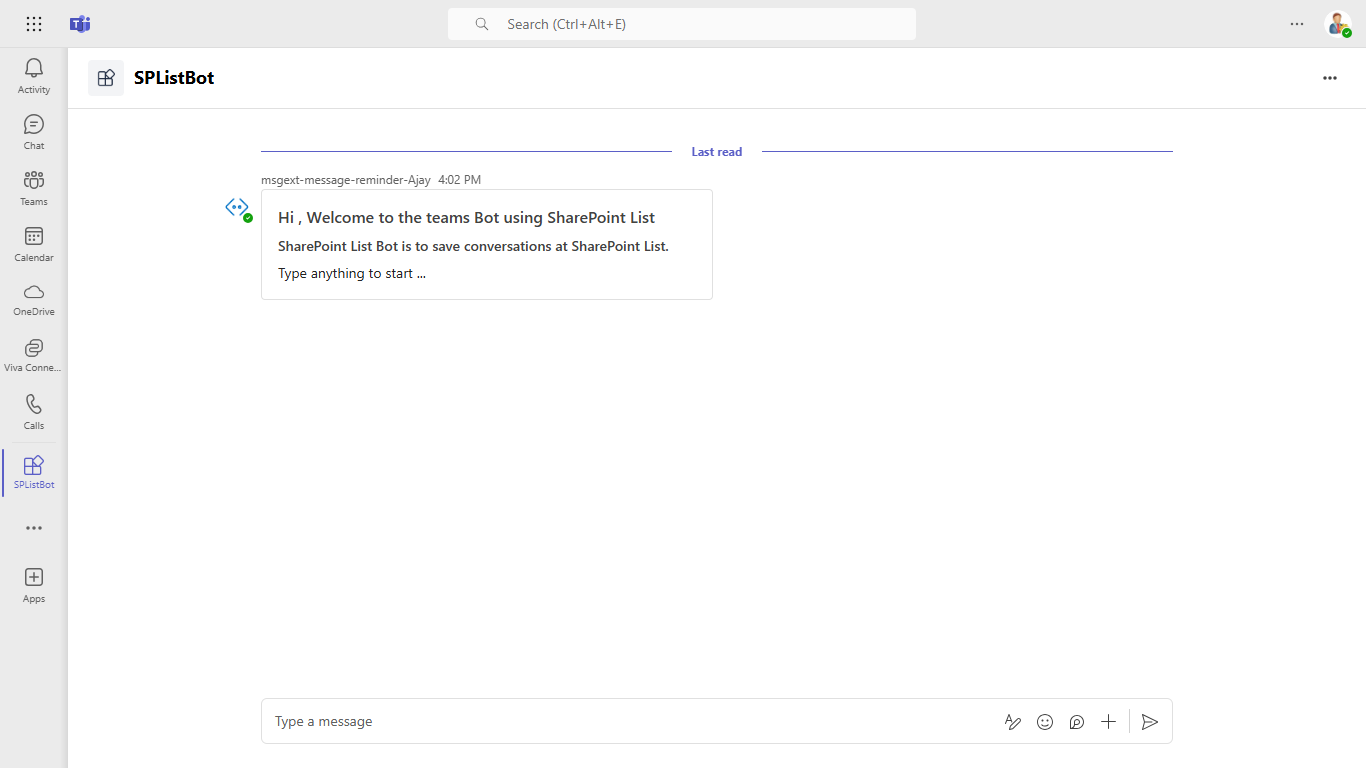 Search (Ctrl+Alt+E)
Activity
Chat
Teams
Calendar
OneDrive
Viva Conne...
Calls
SPListBot
Apps
SPListBot
Last read
msgext-message-reminder-Ajay 4:02 PM
Hi , Welcome to the teams Bot using SharePoint List
SharePoint List Bot is to save conversations at SharePoint List.
Type anything to start ...
Type a message